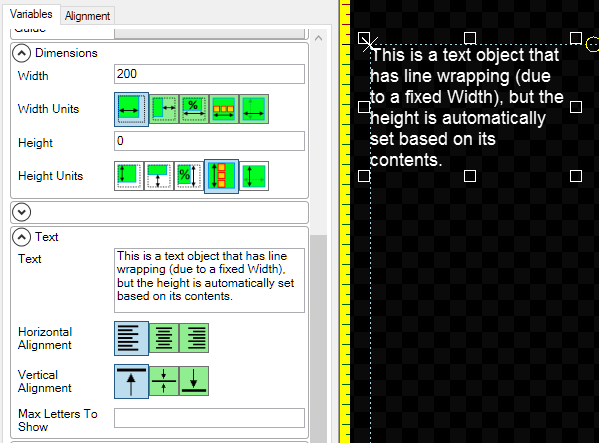 Variables
Alignment
Guide
Dimensions
Width
200
Width Units
%
Height
0
Height Units
%
Text
Text
This is a text object that has line
wrapping (due to a fixed Width),
but the height is automatically set
based on its contents.
Horizontal
Alignment
Vertical
Alignment
Max Letters To
Show
This is a text object that
has line wrapping (due
to a fixed Width), but the
height is automatically
set based on its
contents.